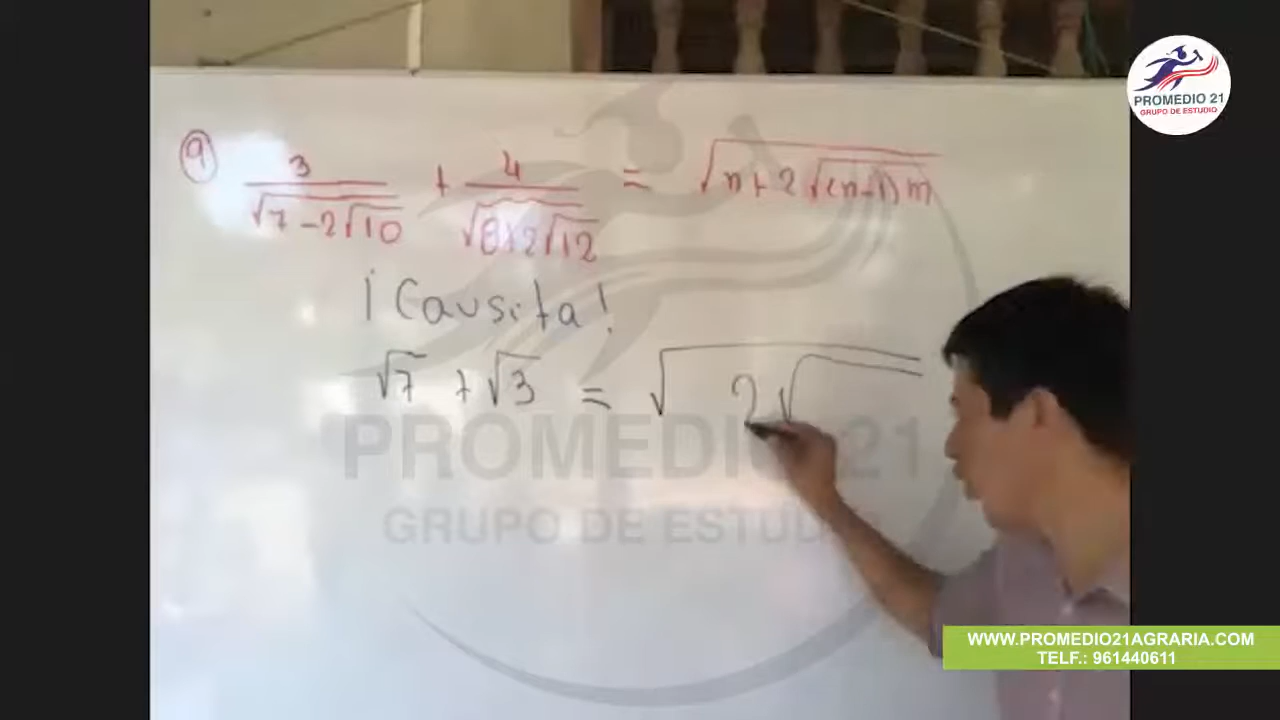 PROMEDIO 21
GRUPO DE ESTUDIO
9) 3/√(7-2√10) + 4/√(8+2√12) = √(n+2√((n-1)m))
¡Causita!
√7 + √3 = √( 2√
PROMEDIO 21
GRUPO DE ESTUD
WWW.PROMEDIO21AGRARIA.COM
TELF.: 961440611